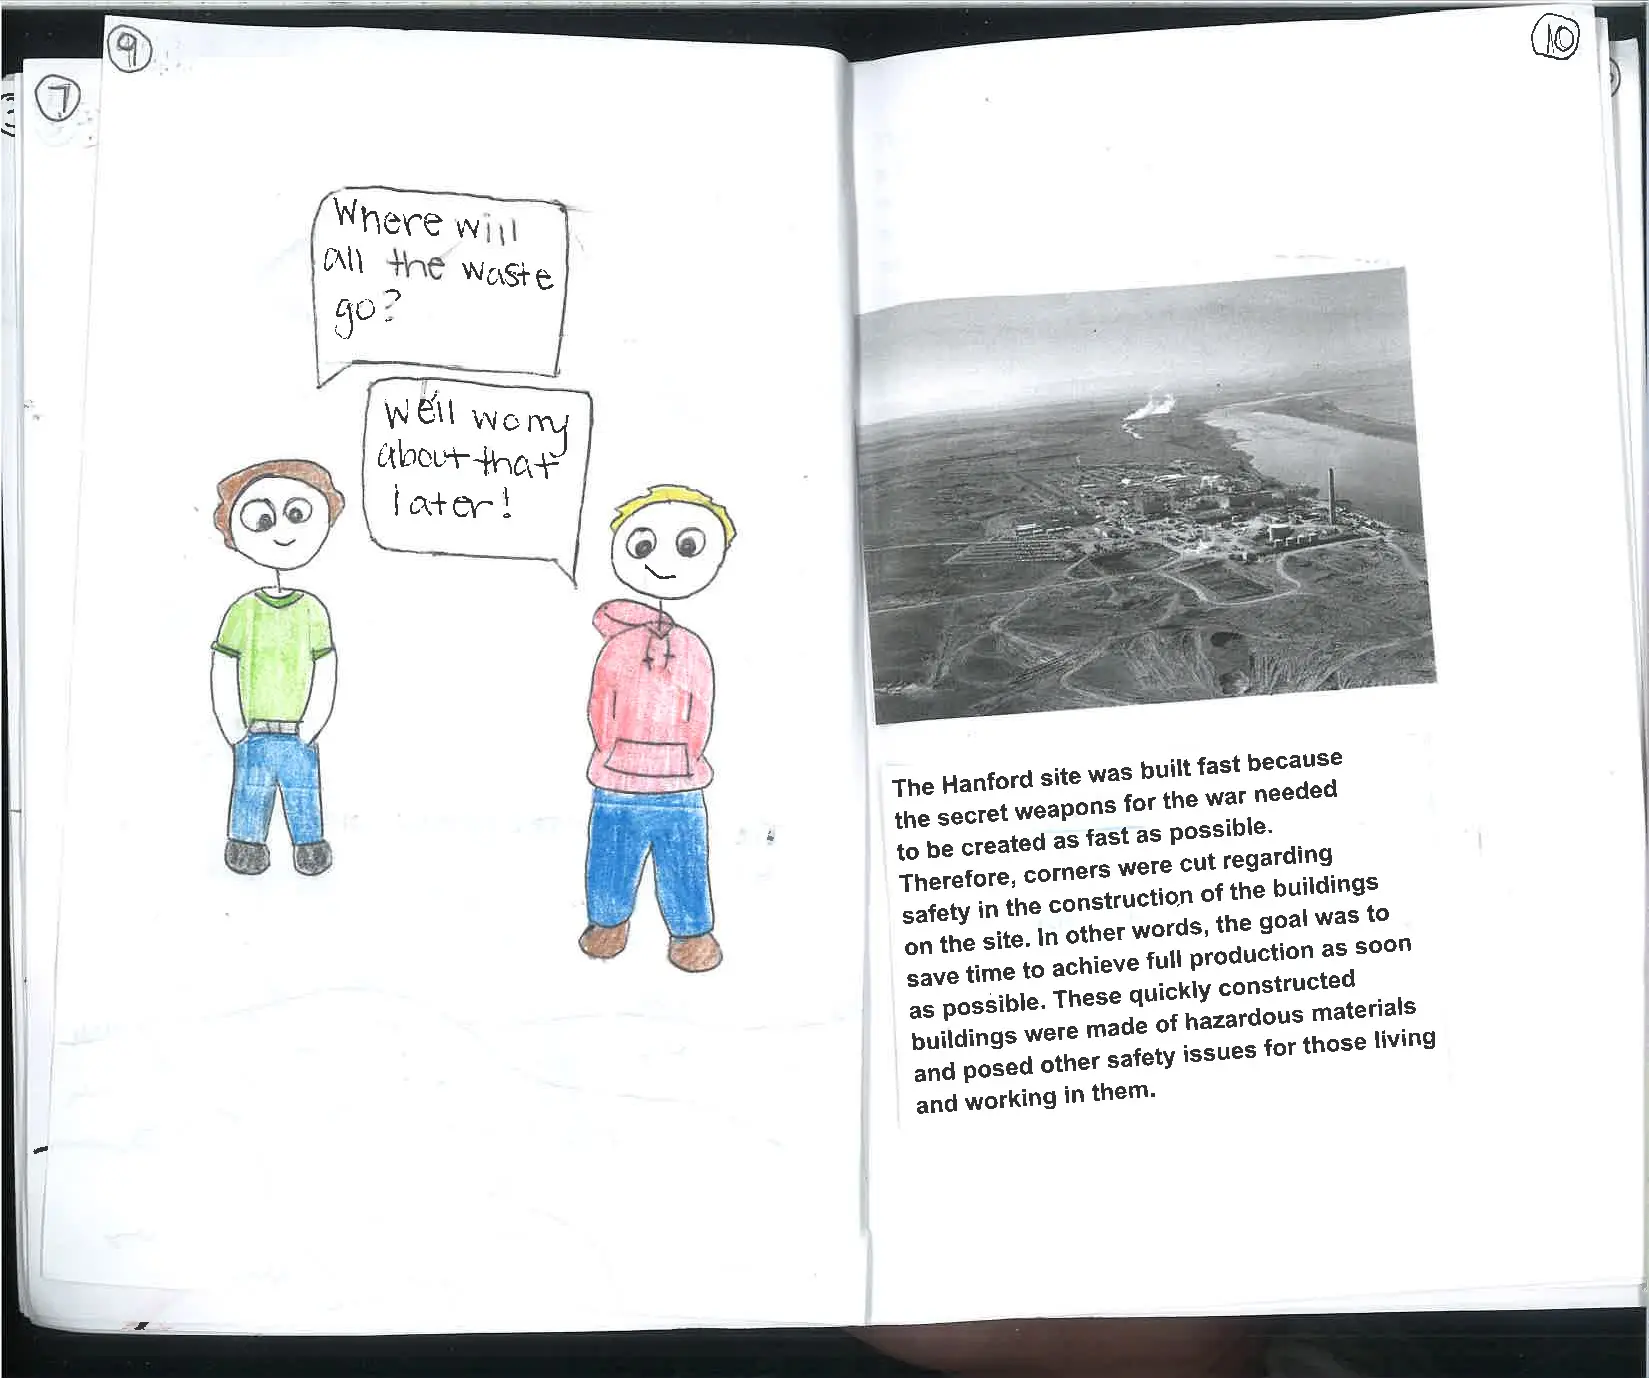 9
7
Where will
all the waste
go?
We'll worry
about that
later!
10
The Hanford site was built fast because
the secret weapons for the war needed
to be created as fast as possible.
Therefore, corners were cut regarding
safety in the construction of the buildings
on the site. In other words, the goal was to
save time to achieve full production as soon
as possible. These quickly constructed
buildings were made of hazardous materials
and posed other safety issues for those living
and working in them.